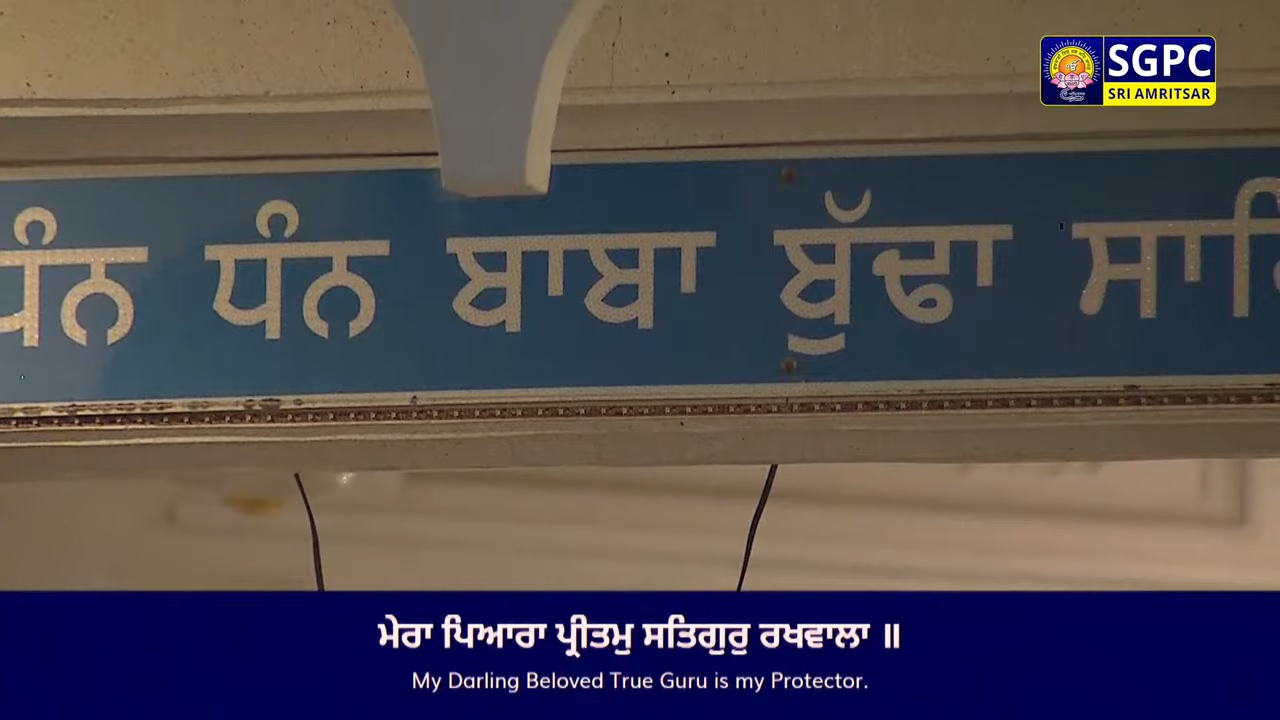 SGPC
SRI AMRITSAR
ਧੰਨ ਧੰਨ ਬਾਬਾ ਬੁੱਢਾ
ਮੇਰਾ ਪਿਆਰਾ ਪ੍ਰੀਤਮੁ ਸਤਿਗੁਰੁ ਰਖਵਾਲਾ ॥
My Darling Beloved True Guru is my Protector.